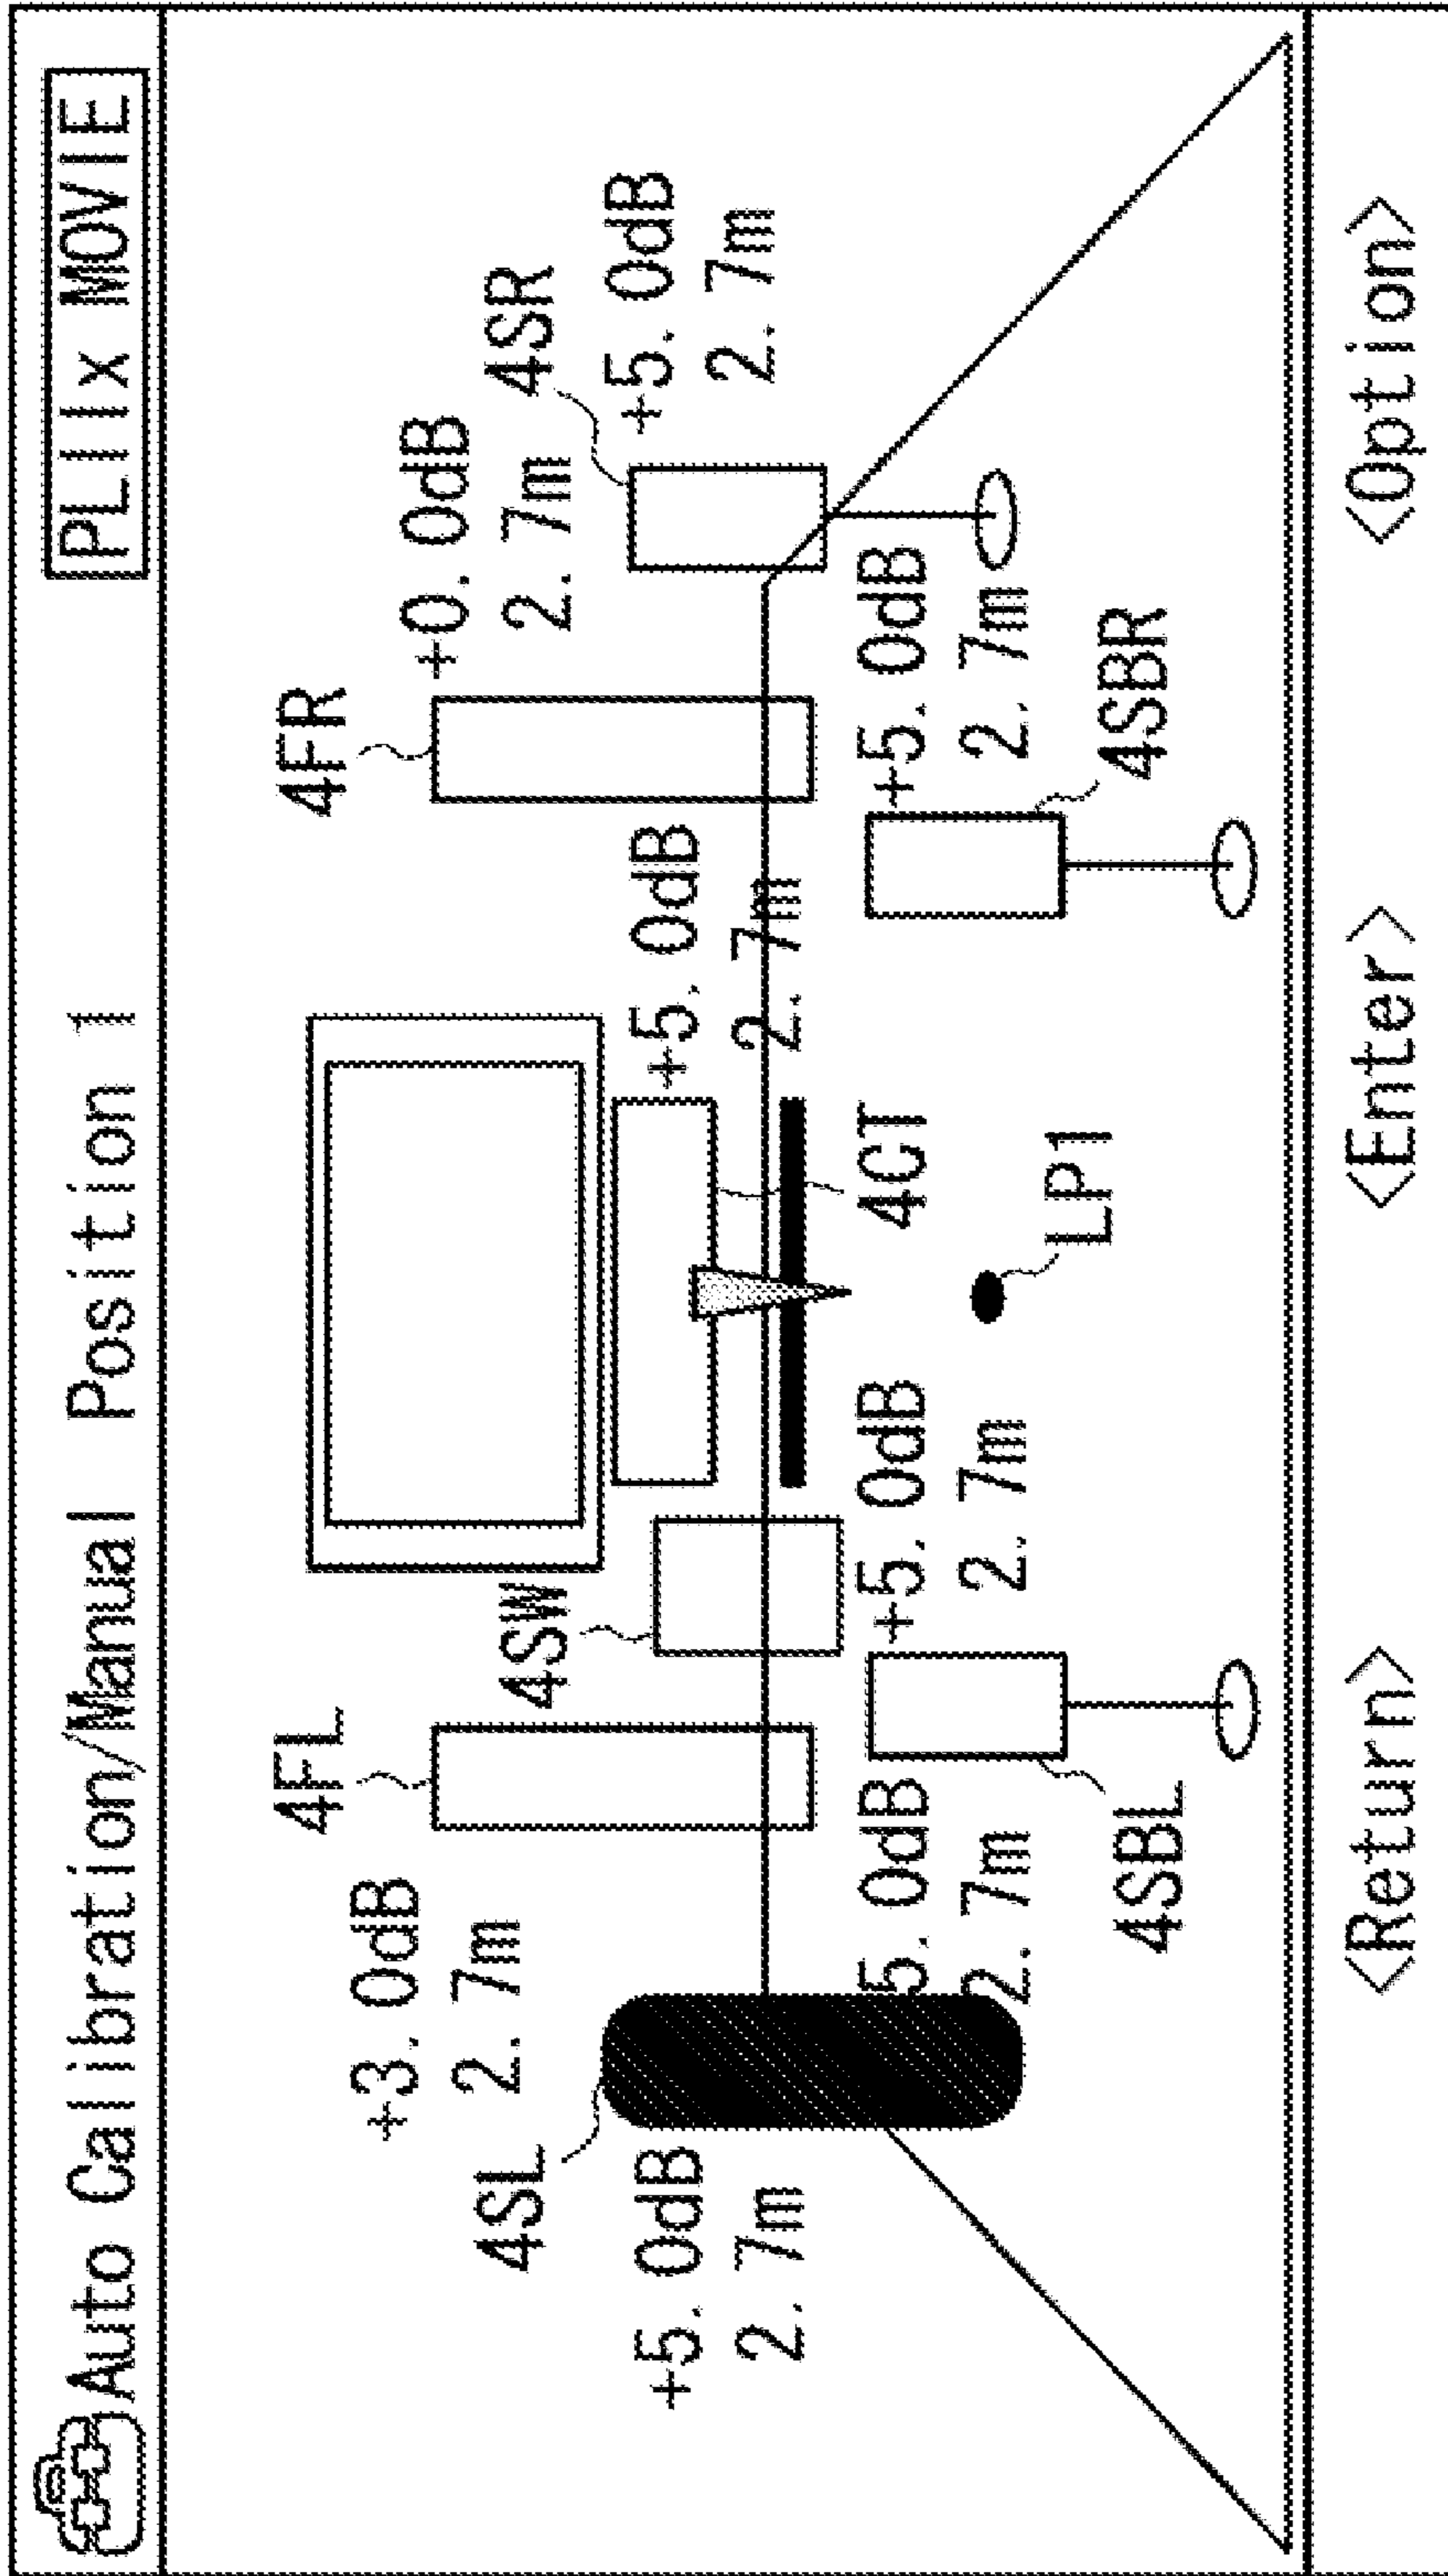 Auto Calibration/Manual Position 1
PLIIx MOVIE
4FL
4FR
+3.0dB
2.7m
+0.0dB
2.7m
4SL
4SW
4SR
+5.0dB
2.7m
+5.0dB
2.7m
+5.0dB
2.7m
5.0dB
2.7m
+5.0dB
2.7m
4CT
+5.0dB
2.7m
LP1
4SBL
4SBR
<Return>
<Enter>
<Option>